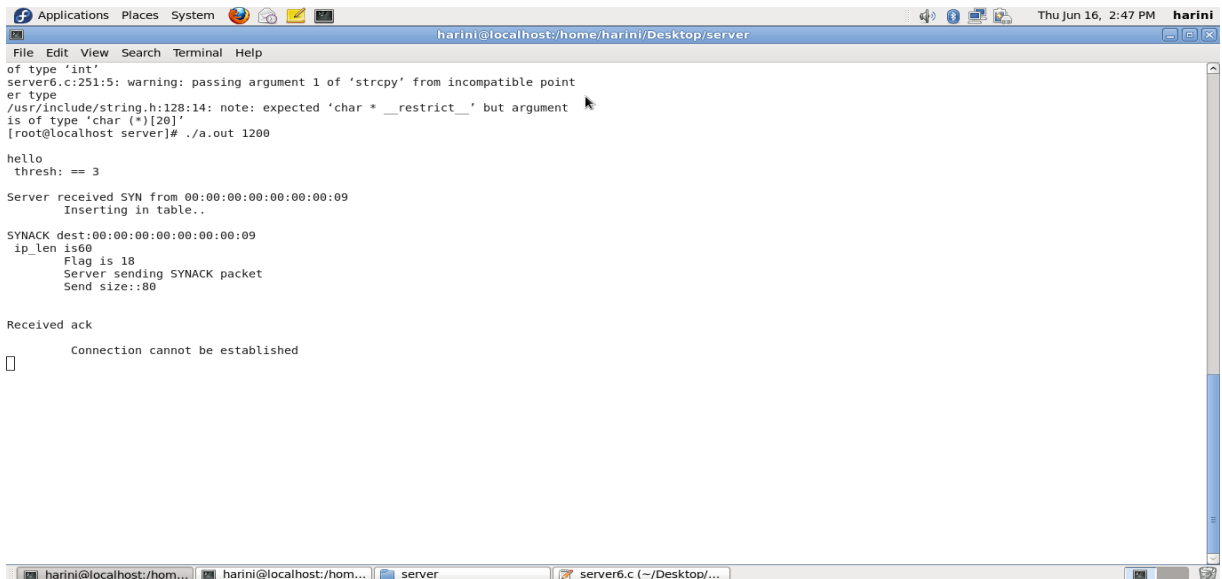 Applications Places System Thu Jun 16, 2:47 PM harini
harini@localhost:/home/harini/Desktop/server
File Edit View Search Terminal Help
of type ‘int’
server6.c:251:5: warning: passing argument 1 of ‘strcpy’ from incompatible point
er type
/usr/include/string.h:128:14: note: expected ‘char * __restrict__’ but argument
is of type ‘char (*)[20]’
[root@localhost server]# ./a.out 1200
hello
thresh: == 3
Server received SYN from 00:00:00:00:00:00:00:09
Inserting in table..
SYNACK dest:00:00:00:00:00:00:00:09
ip_len is60
Flag is 18
Server sending SYNACK packet
Send size::80
Received ack
Connection cannot be established
harini@localhost:/hom... harini@localhost:/hom... server server6.c (~/Desktop/...